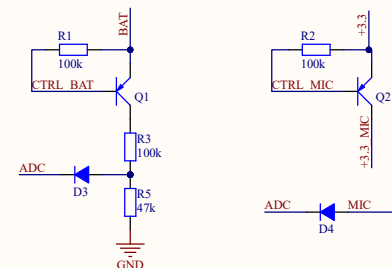 BAT
R1
100k
CTRL_BAT
Q1
R3
100k
ADC
D3
R5
47k
GND
+3.3
R2
100k
CTRL_MIC
Q2
+3.3_MIC
ADC
MIC
D4